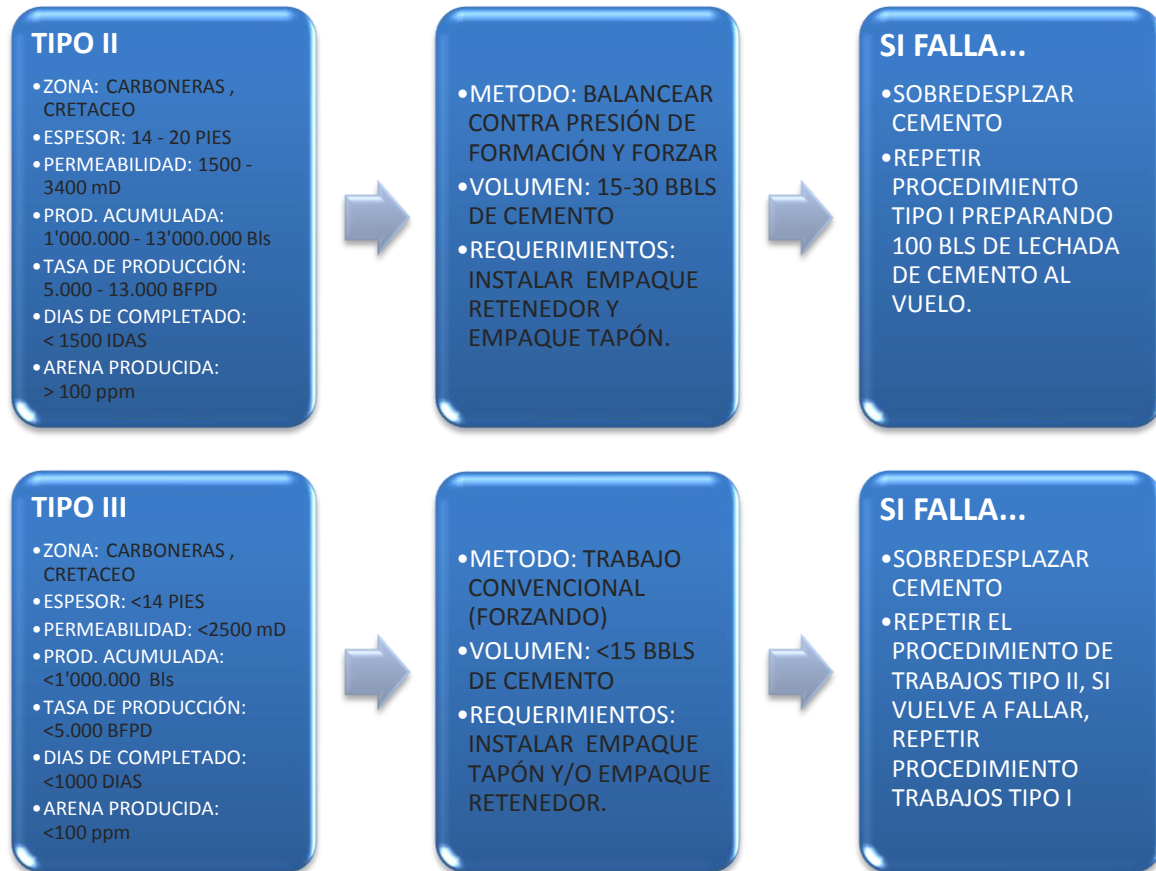 TIPO II
•ZONA: CARBONERAS ,
CRETACEO
•ESPESOR: 14 - 20 PIES
•PERMEABILIDAD: 1500 -
3400 mD
•PROD. ACUMULADA:
1'000.000 - 13'000.000 Bls
•TASA DE PRODUCCIÓN:
5.000 - 13.000 BFPD
•DIAS DE COMPLETADO:
< 1500 IDAS
•ARENA PRODUCIDA:
> 100 ppm
•METODO: BALANCEAR
CONTRA PRESIÓN DE
FORMACIÓN Y FORZAR
•VOLUMEN: 15-30 BBLS
DE CEMENTO
•REQUERIMIENTOS:
INSTALAR EMPAQUE
RETENEDOR Y
EMPAQUE TAPÓN.
SI FALLA...
•SOBREDESPLZAR
CEMENTO
•REPETIR
PROCEDIMIENTO
TIPO I PREPARANDO
100 BLS DE LECHADA
DE CEMENTO AL
VUELO.
TIPO III
•ZONA: CARBONERAS ,
CRETACEO
•ESPESOR: <14 PIES
•PERMEABILIDAD: <2500 mD
•PROD. ACUMULADA:
<1'000.000 Bls
•TASA DE PRODUCCIÓN:
<5.000 BFPD
•DIAS DE COMPLETADO:
<1000 DIAS
•ARENA PRODUCIDA:
<100 ppm
•METODO: TRABAJO
CONVENCIONAL
(FORZANDO)
•VOLUMEN: <15 BBLS
DE CEMENTO
•REQUERIMIENTOS:
INSTALAR EMPAQUE
TAPÓN Y/O EMPAQUE
RETENEDOR.
SI FALLA...
•SOBREDESPLAZAR
CEMENTO
•REPETIR EL
PROCEDIMIENTO DE
TRABAJOS TIPO II, SI
VUELVE A FALLAR,
REPETIR
PROCEDIMIENTO
TRABAJOS TIPO I